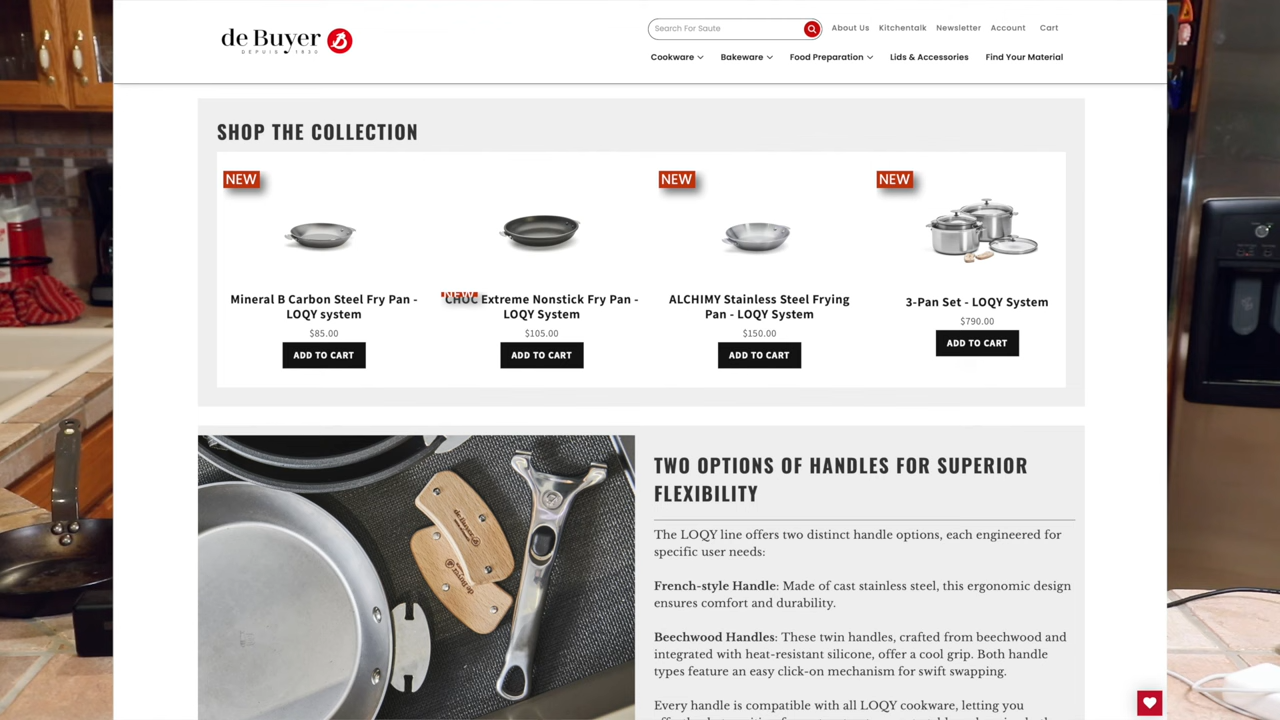 de Buyer
DEPUIS 1830
Search For Saute
About Us
Kitchentalk
Newsletter
Account
Cart
Cookware
Bakeware
Food Preparation
Lids & Accessories
Find Your Material
SHOP THE COLLECTION
NEW
NEW
NEW
NEW
Mineral B Carbon Steel Fry Pan -
LOQY system
$85.00
ADD TO CART
CHOC Extreme Nonstick Fry Pan -
LOQY System
$105.00
ADD TO CART
ALCHIMY Stainless Steel Frying
Pan - LOQY System
$150.00
ADD TO CART
3-Pan Set - LOQY System
$790.00
ADD TO CART
de Buyer
de Buyer
TWO OPTIONS OF HANDLES FOR SUPERIOR
FLEXIBILITY
The LOQY line offers two distinct handle options, each engineered for
specific user needs:
French-style Handle: Made of cast stainless steel, this ergonomic design
ensures comfort and durability.
Beechwood Handles: These twin handles, crafted from beechwood and
integrated with heat-resistant silicone, offer a cool grip. Both handle
types feature an easy click-on mechanism for swift swapping.
Every handle is compatible with all LOQY cookware, letting you